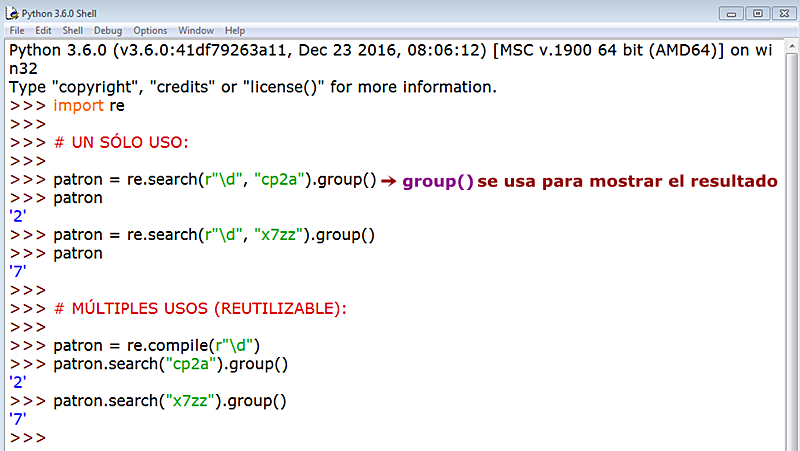 Python 3.6.0 Shell
File Edit Shell Debug Options Window Help
Python 3.6.0 (v3.6.0:41df79263a11, Dec 23 2016, 08:06:12) [MSC v.1900 64 bit (AMD64)] on wi
n32
Type "copyright", "credits" or "license()" for more information.
>>> import re
>>>
>>> # UN SÓLO USO:
>>>
>>> patron = re.search(r"\d", "cp2a").group() → group() se usa para mostrar el resultado
>>> patron
'2'
>>> patron = re.search(r"\d", "x7zz").group()
>>> patron
'7'
>>>
>>> # MÚLTIPLES USOS (REUTILIZABLE):
>>>
>>> patron = re.compile(r"\d")
>>> patron.search("cp2a").group()
'2'
>>> patron.search("x7zz").group()
'7'
>>>